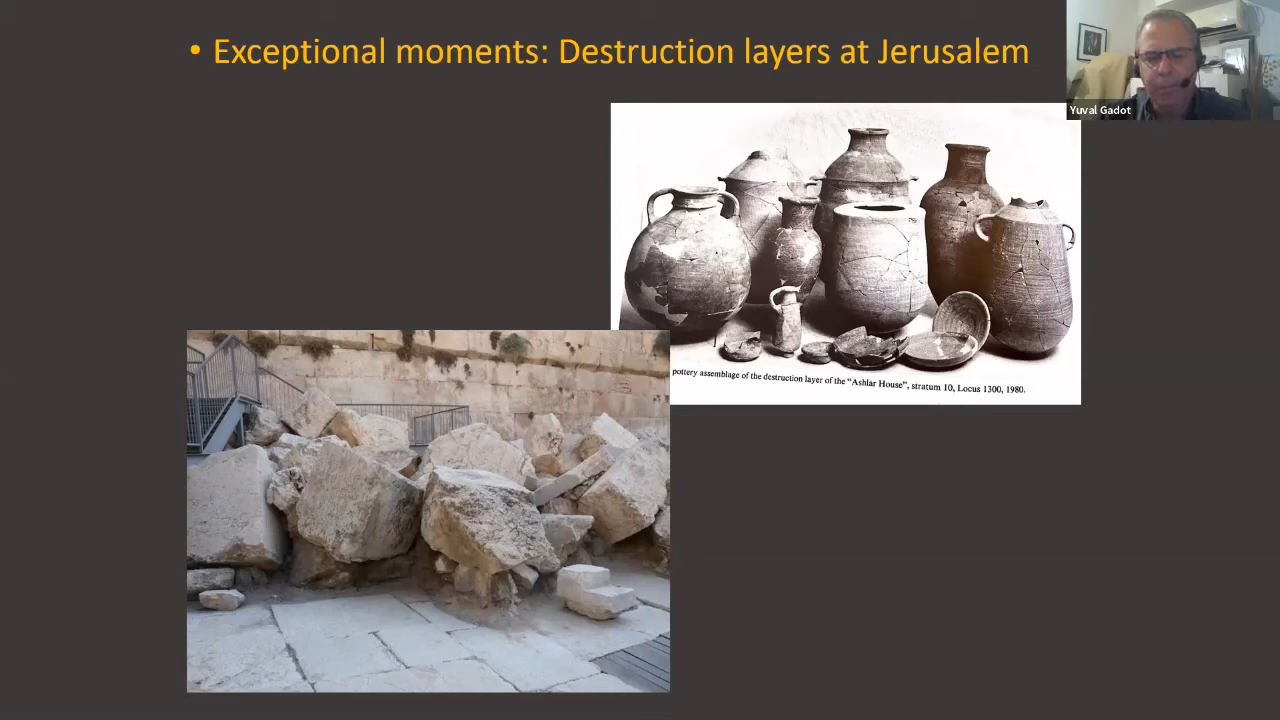 • Exceptional moments: Destruction layers at Jerusalem
Yuval Gadot
pottery assemblage of the destruction layer of the “Ashlar House”, stratum 10, Locus 1300, 1980.